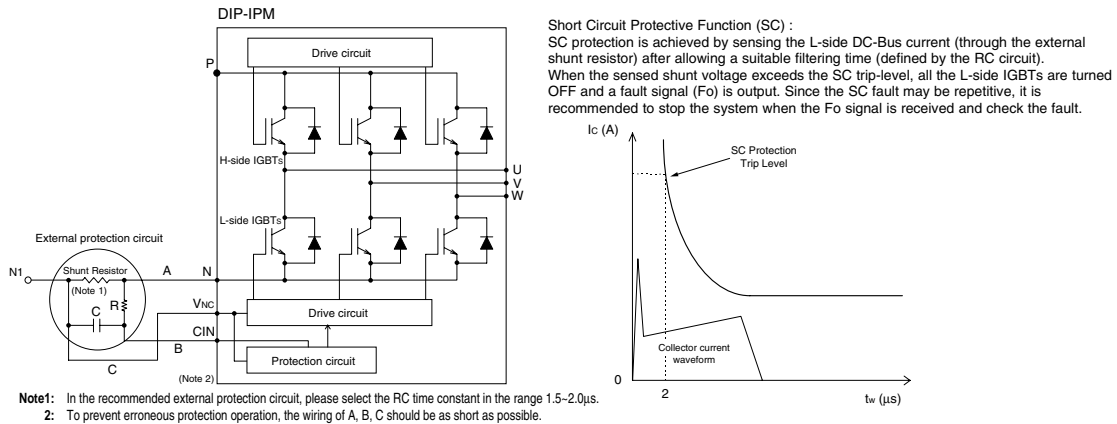 DIP-IPM
Drive circuit
P
H-side IGBTs
U
V
W
L-side IGBTs
External protection circuit
N1
Shunt Resistor
A
N
(Note 1)
R
C
VNC
Drive circuit
CIN
B
C
Protection circuit
(Note 2)
Short Circuit Protective Function (SC) :
SC protection is achieved by sensing the L-side DC-Bus current (through the external
shunt resistor) after allowing a suitable filtering time (defined by the RC circuit).
When the sensed shunt voltage exceeds the SC trip-level, all the L-side IGBTs are turned
OFF and a fault signal (Fo) is output. Since the SC fault may be repetitive, it is
recommended to stop the system when the Fo signal is received and check the fault.
IC (A)
SC Protection
Trip Level
Collector current
waveform
0
2
tw (µs)
Note1: In the recommended external protection circuit, please select the RC time constant in the range 1.5~2.0µs.
2: To prevent erroneous protection operation, the wiring of A, B, C should be as short as possible.